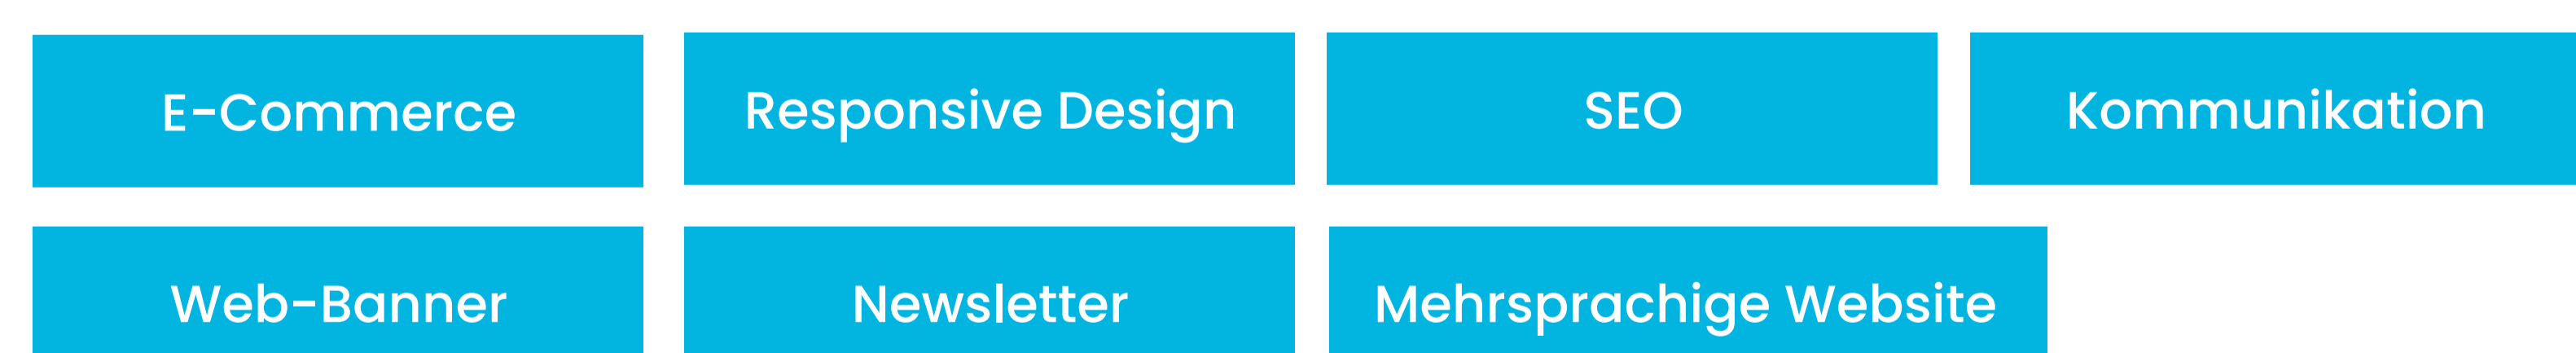 E-Commerce
Responsive Design
SEO
Kommunikation
Web-Banner
Newsletter
Mehrsprachige Website